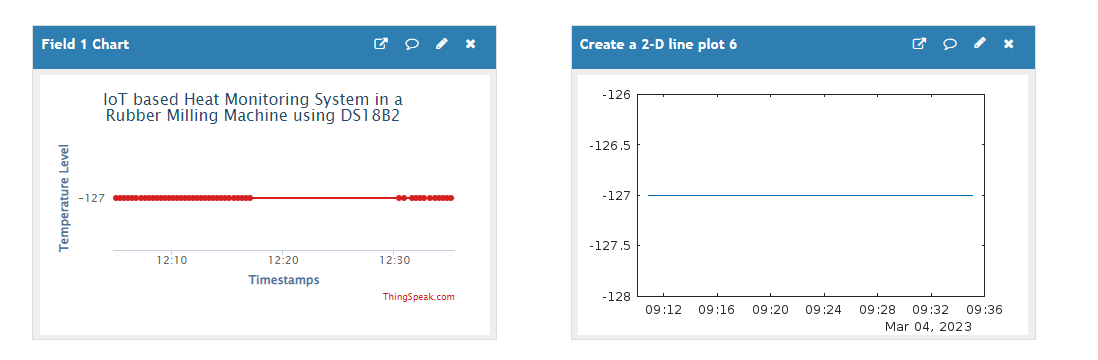 Field 1 Chart
IoT based Heat Monitoring System in a
Rubber Milling Machine using DS18B2
Temperature Level
-127
12:10 12:20 12:30
Timestamps
ThingSpeak.com
Create a 2-D line plot 6
-126
-126.5
-127
-127.5
-128
09:12 09:16 09:20 09:24 09:28 09:32 09:36
Mar 04, 2023